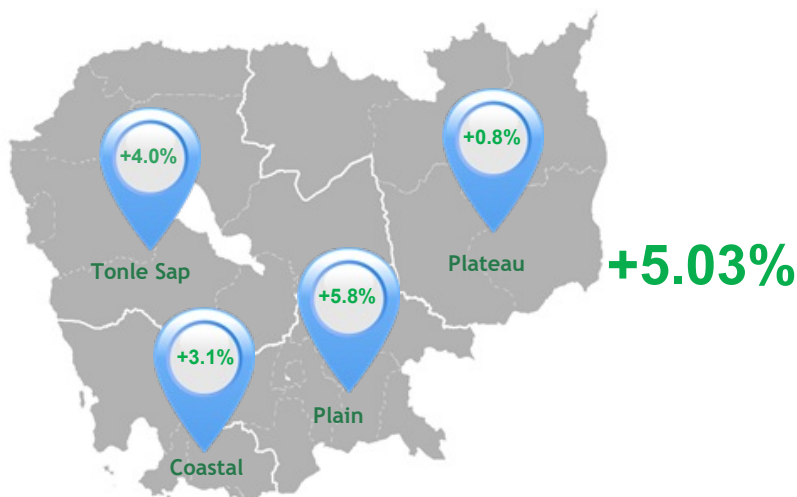 +0.8%
+4.0%
Plateau
+5.03%
Tonle Sap
+5.8%
+3.1%
Plain
Coastal